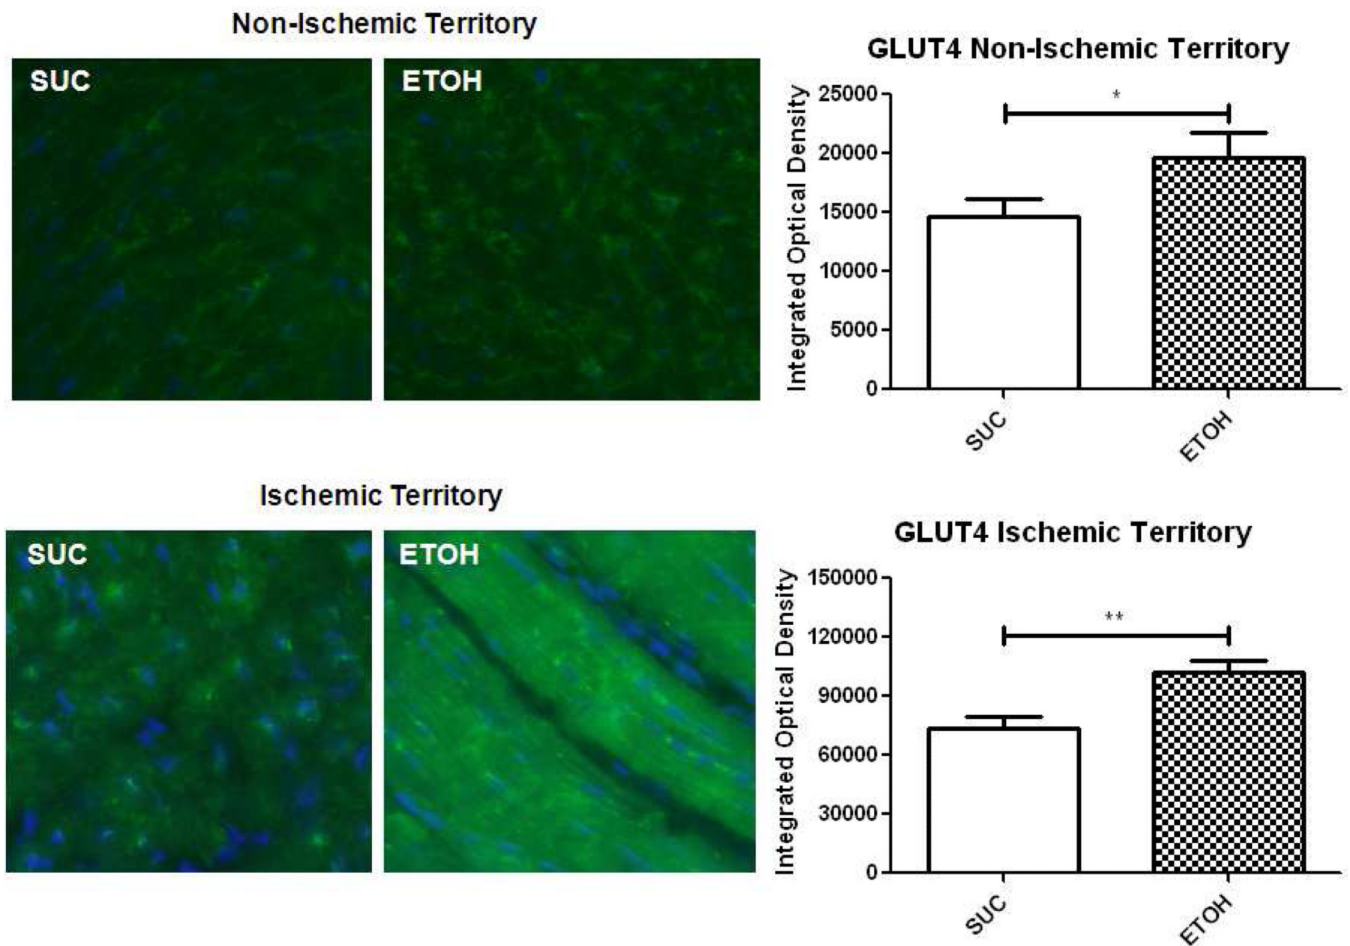 Non-Ischemic Territory
SUC
ETOH
GLUT4 Non-Ischemic Territory
Integrated Optical Density
25000
20000
15000
10000
5000
0
*
SUC
ETOH
Ischemic Territory
SUC
ETOH
GLUT4 Ischemic Territory
Integrated Optical Density
150000
120000
90000
60000
30000
0
**
SUC
ETOH